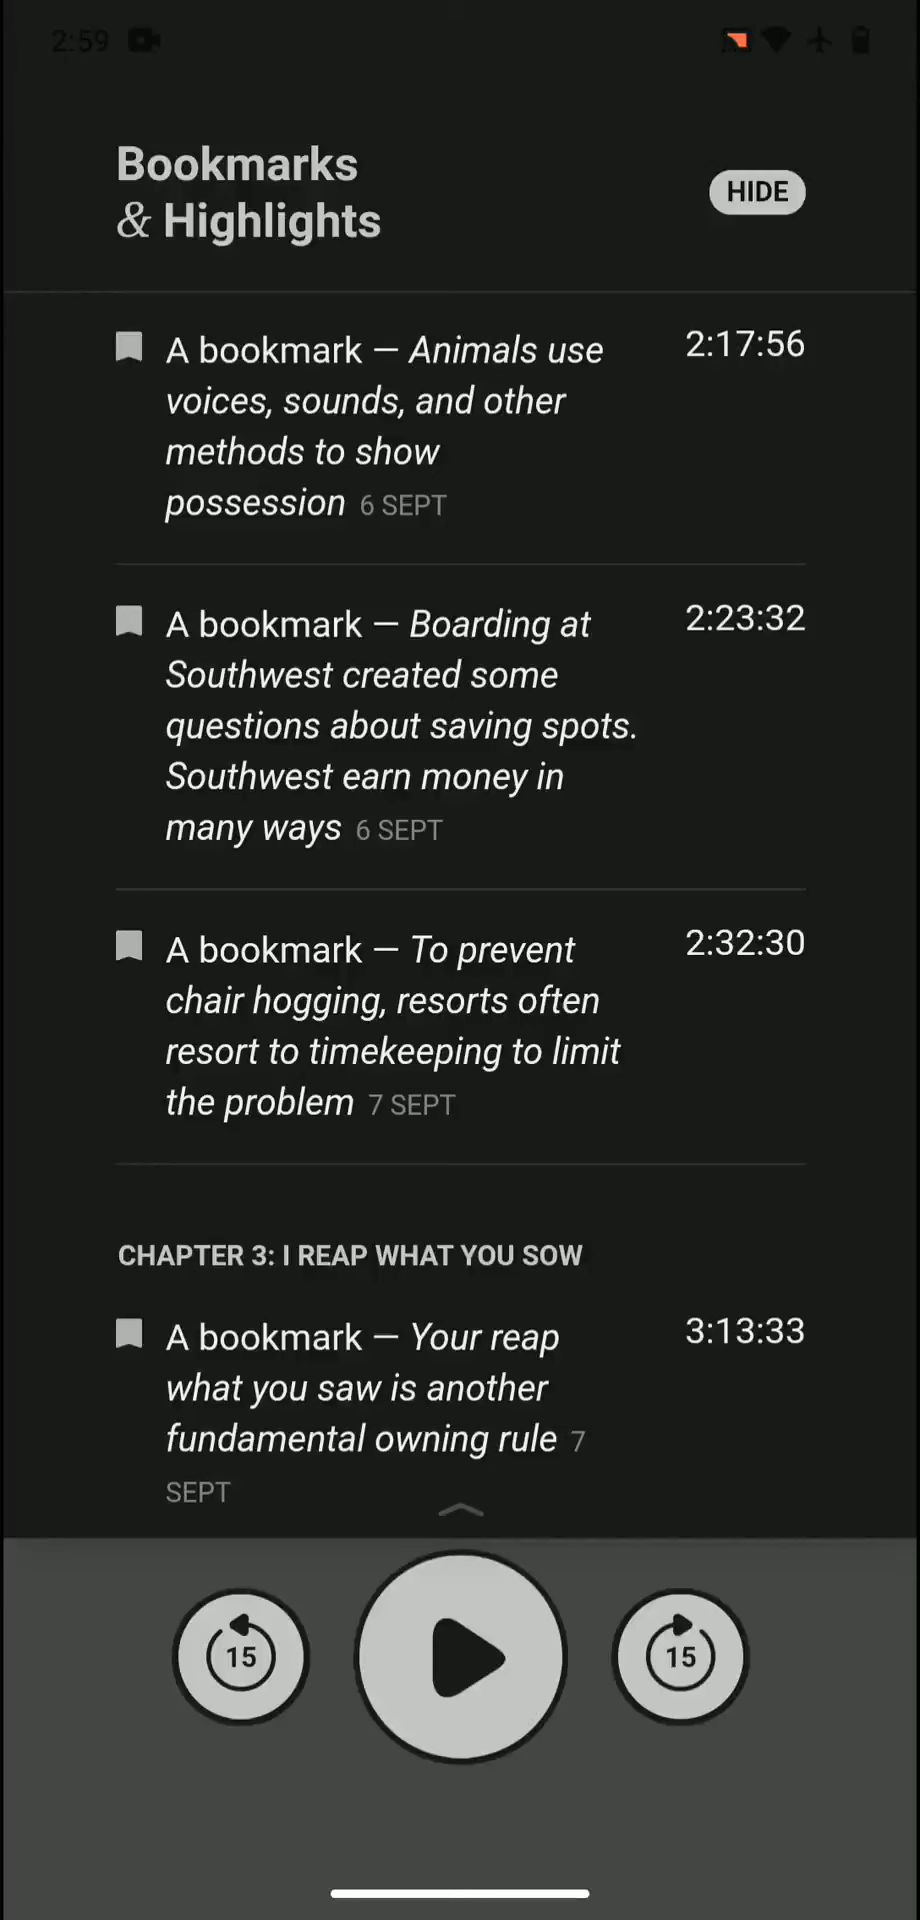 2:59
Bookmarks
& Highlights
HIDE
A bookmark — Animals use
2:17:56
voices, sounds, and other
methods to show
possession 6 SEPT
A bookmark — Boarding at
2:23:32
Southwest created some
questions about saving spots.
Southwest earn money in
many ways 6 SEPT
A bookmark — To prevent
2:32:30
chair hogging, resorts often
resort to timekeeping to limit
the problem 7 SEPT
CHAPTER 3: I REAP WHAT YOU SOW
A bookmark — Your reap
3:13:33
what you saw is another
fundamental owning rule 7
SEPT
15
15